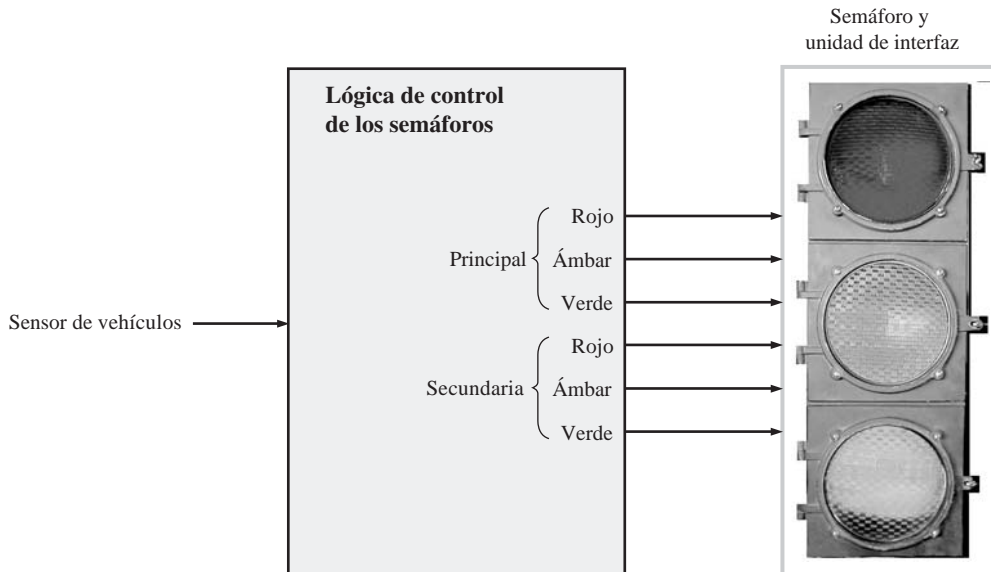 Semáforo y
unidad de interfaz
Lógica de control
de los semáforos
Rojo
Principal
Ámbar
Verde
Sensor de vehículos
Rojo
Secundaria
Ámbar
Verde